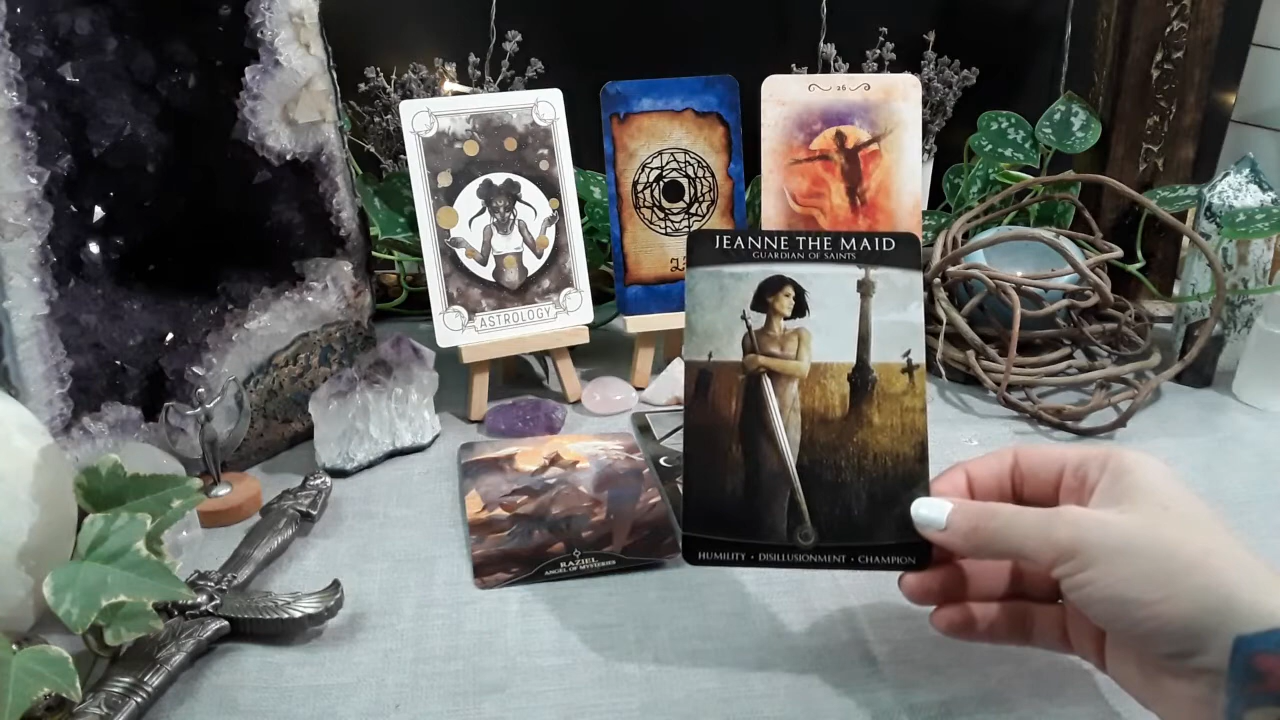 26
ASTROLOGY
JEANNE THE MAID
GUARDIAN OF SAINTS
HUMILITY • DISILLUSIONMENT • CHAMPION
RAZIEL
ANGEL OF MYSTERIES